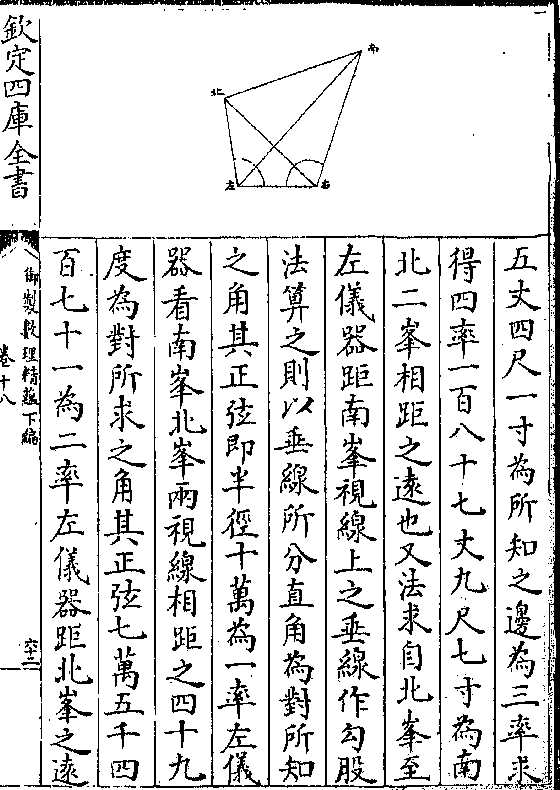 南
北
左
右
五丈四尺一寸為所知之邊為三率求
得四率一百八十七丈九尺七寸為南
北二峯相距之逺也又法求自北峯至
左儀器距南峯視線上之垂線作勾股
法算之則以垂線所分直角為對所知
之角其正弦即半徑十萬為一率左儀
器看南峯北峯兩視線相距之四十九
度為對所求之角其正弦七萬五千四
百七十一為二率左儀器距北峯之逺
欽定四庫全書
御製數理精蘊下編
卷十八
六十三